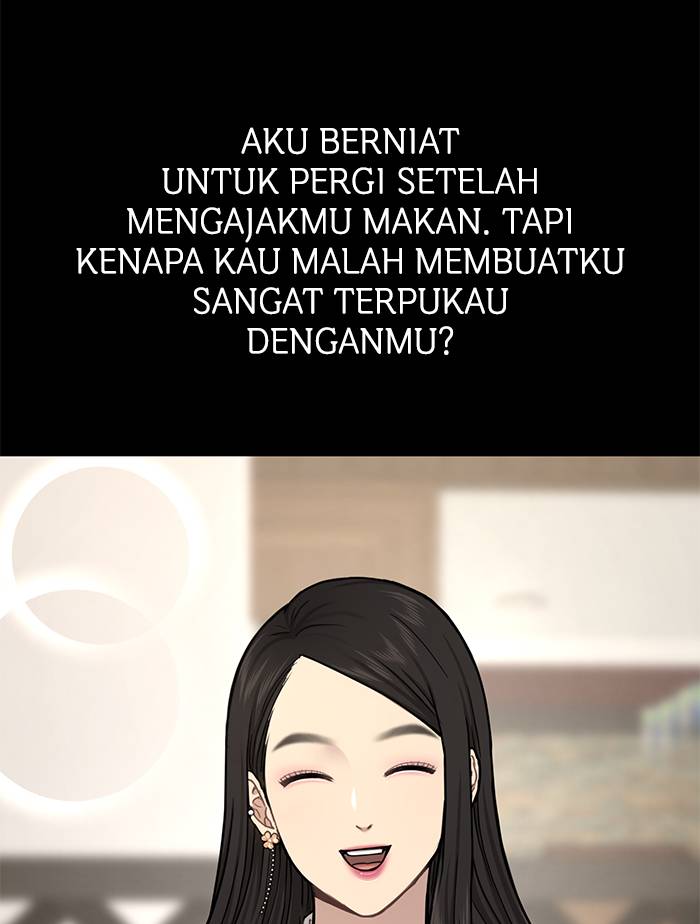 AKU BERNIAT
UNTUK PERGI SETELAH
MENGAJAKMU MAKAN. TAPI
KENAPA KAU MALAH MEMBUATKU
SANGAT TERPUKAU
DENGANMU?